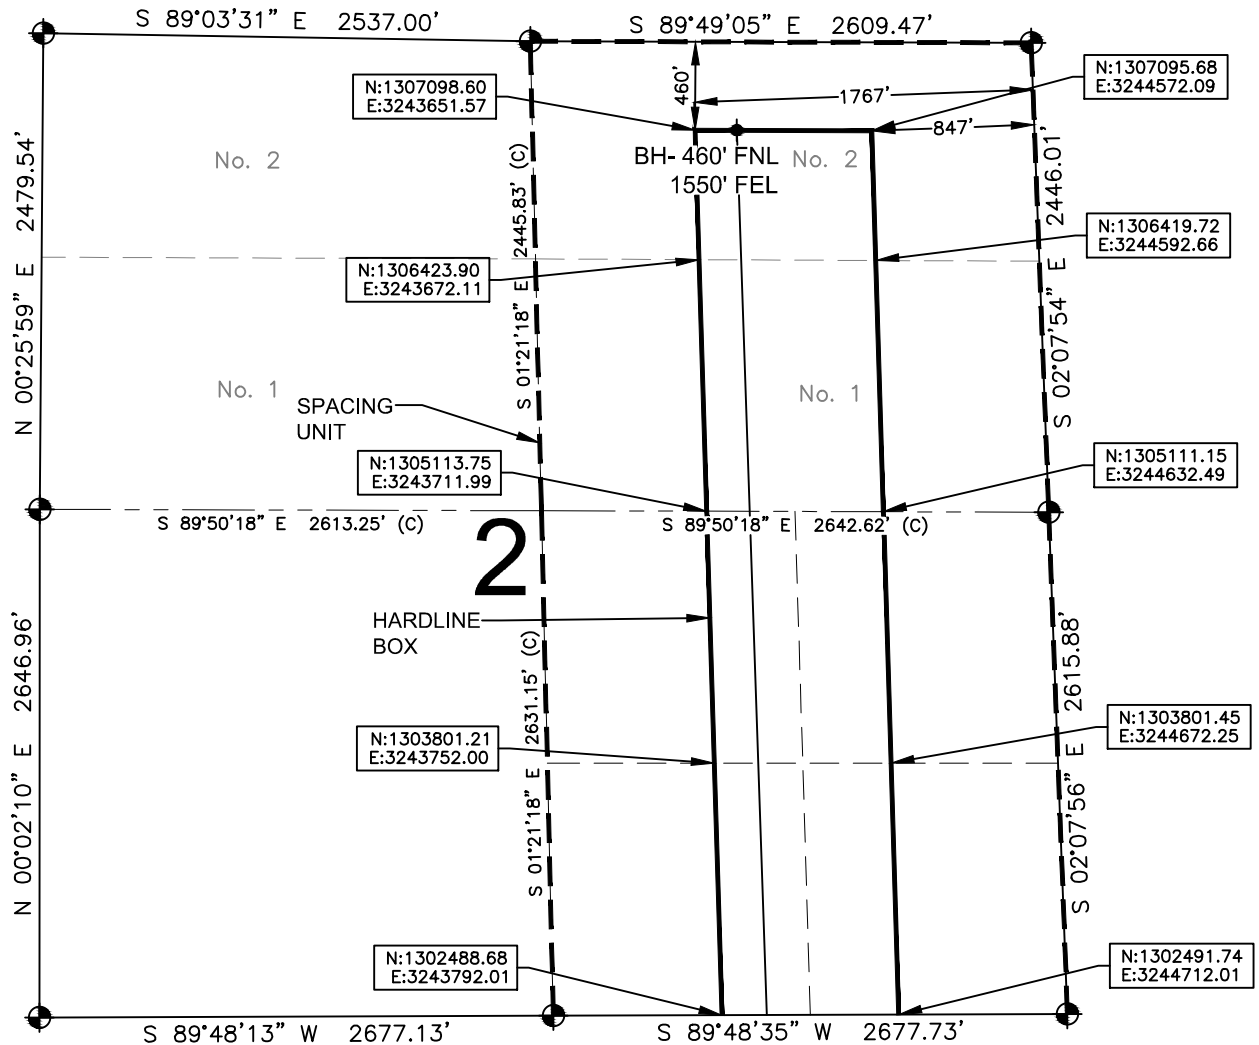 S 89°03'31" E 2537.00'
S 89°49'05" E 2609.47'
N:1307098.60
E:3243651.57
460'
1767'
N:1307095.68
E:3244572.09
847'
No. 2
BH- 460' FNL
1550' FEL
No. 2
N 00°25'59" E 2479.54'
S 01°21'18" E 2445.83' (C)
S 02°07'54" E 2446.01'
N:1306423.90
E:3243672.11
N:1306419.72
E:3244592.66
No. 1
No. 1
SPACING
UNIT
N:1305113.75
E:3243711.99
N:1305111.15
E:3244632.49
S 89°50'18" E 2613.25' (C)
S 89°50'18" E 2642.62' (C)
2
HARDLINE
BOX
N 00°02'10" E 2646.96'
S 01°21'18" E 2631.15' (C)
S 02°07'56" E 2615.88'
N:1303801.21
E:3243752.00
N:1303801.45
E:3244672.25
N:1302488.68
E:3243792.01
N:1302491.74
E:3244712.01
S 89°48'13" W 2677.13'
S 89°48'35" W 2677.73'